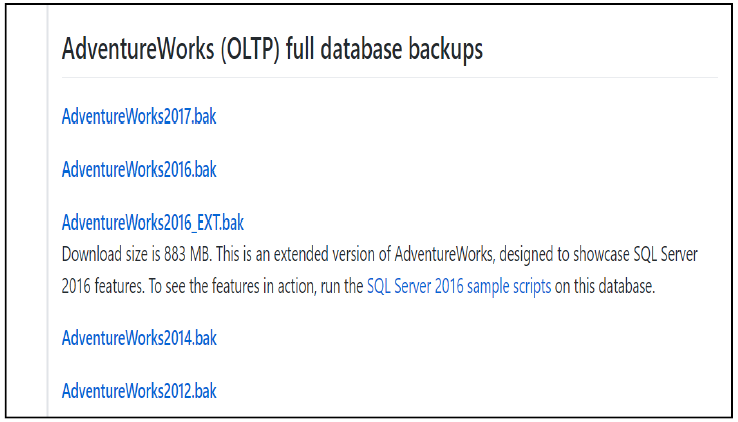 AdventureWorks (OLTP) full database backups
AdventureWorks2017.bak
AdventureWorks2016.bak
AdventureWorks2016_EXT.bak
Download size is 883 MB. This is an extended version of AdventureWorks, designed to showcase SQL Server
2016 features. To see the features in action, run the SQL Server 2016 sample scripts on this database.
AdventureWorks2014.bak
AdventureWorks2012.bak